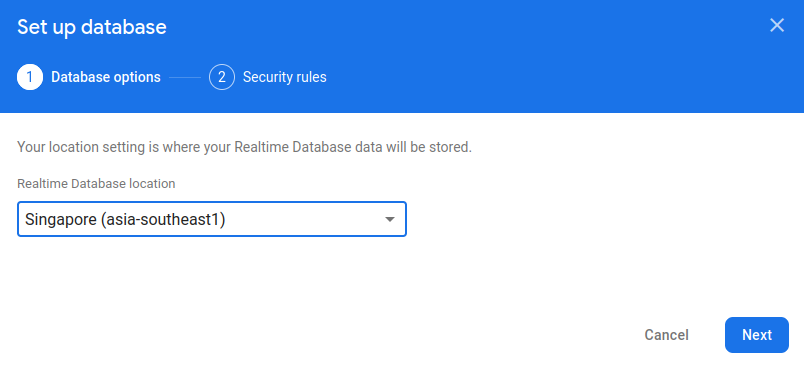 Set up database
1 Database options 2 Security rules
Your location setting is where your Realtime Database data will be stored.
Realtime Database location
Singapore (asia-southeast1)
Cancel Next